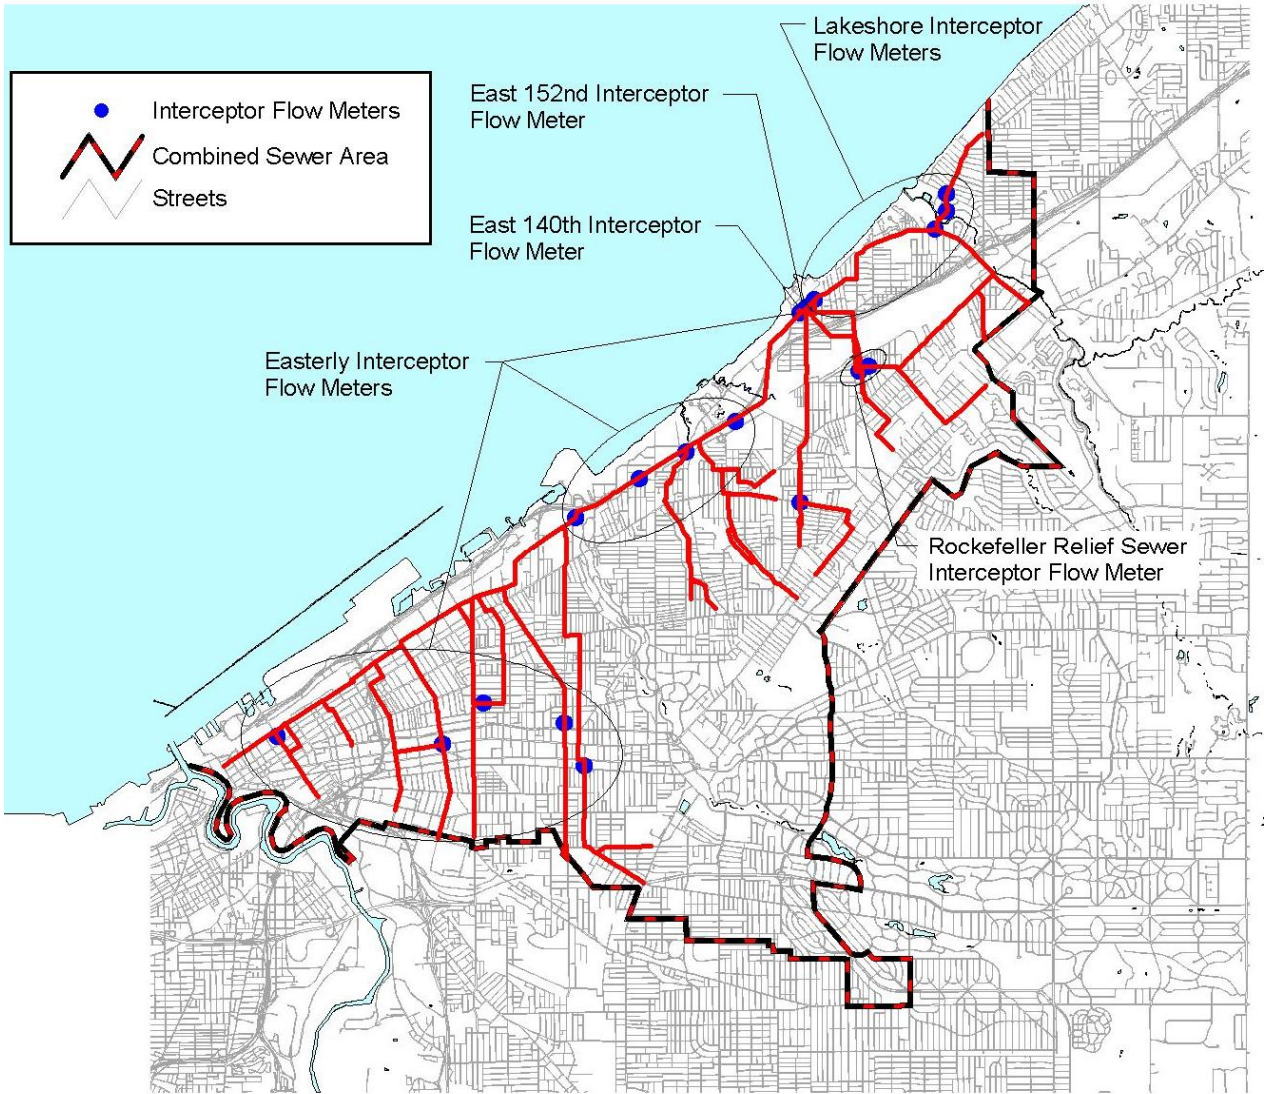 Lakeshore Interceptor
Flow Meters
East 152nd Interceptor
Flow Meter
Interceptor Flow Meters
Combined Sewer Area
Streets
East 140th Interceptor
Flow Meter
Easterly Interceptor
Flow Meters
Rockefeller Relief Sewer
Interceptor Flow Meter